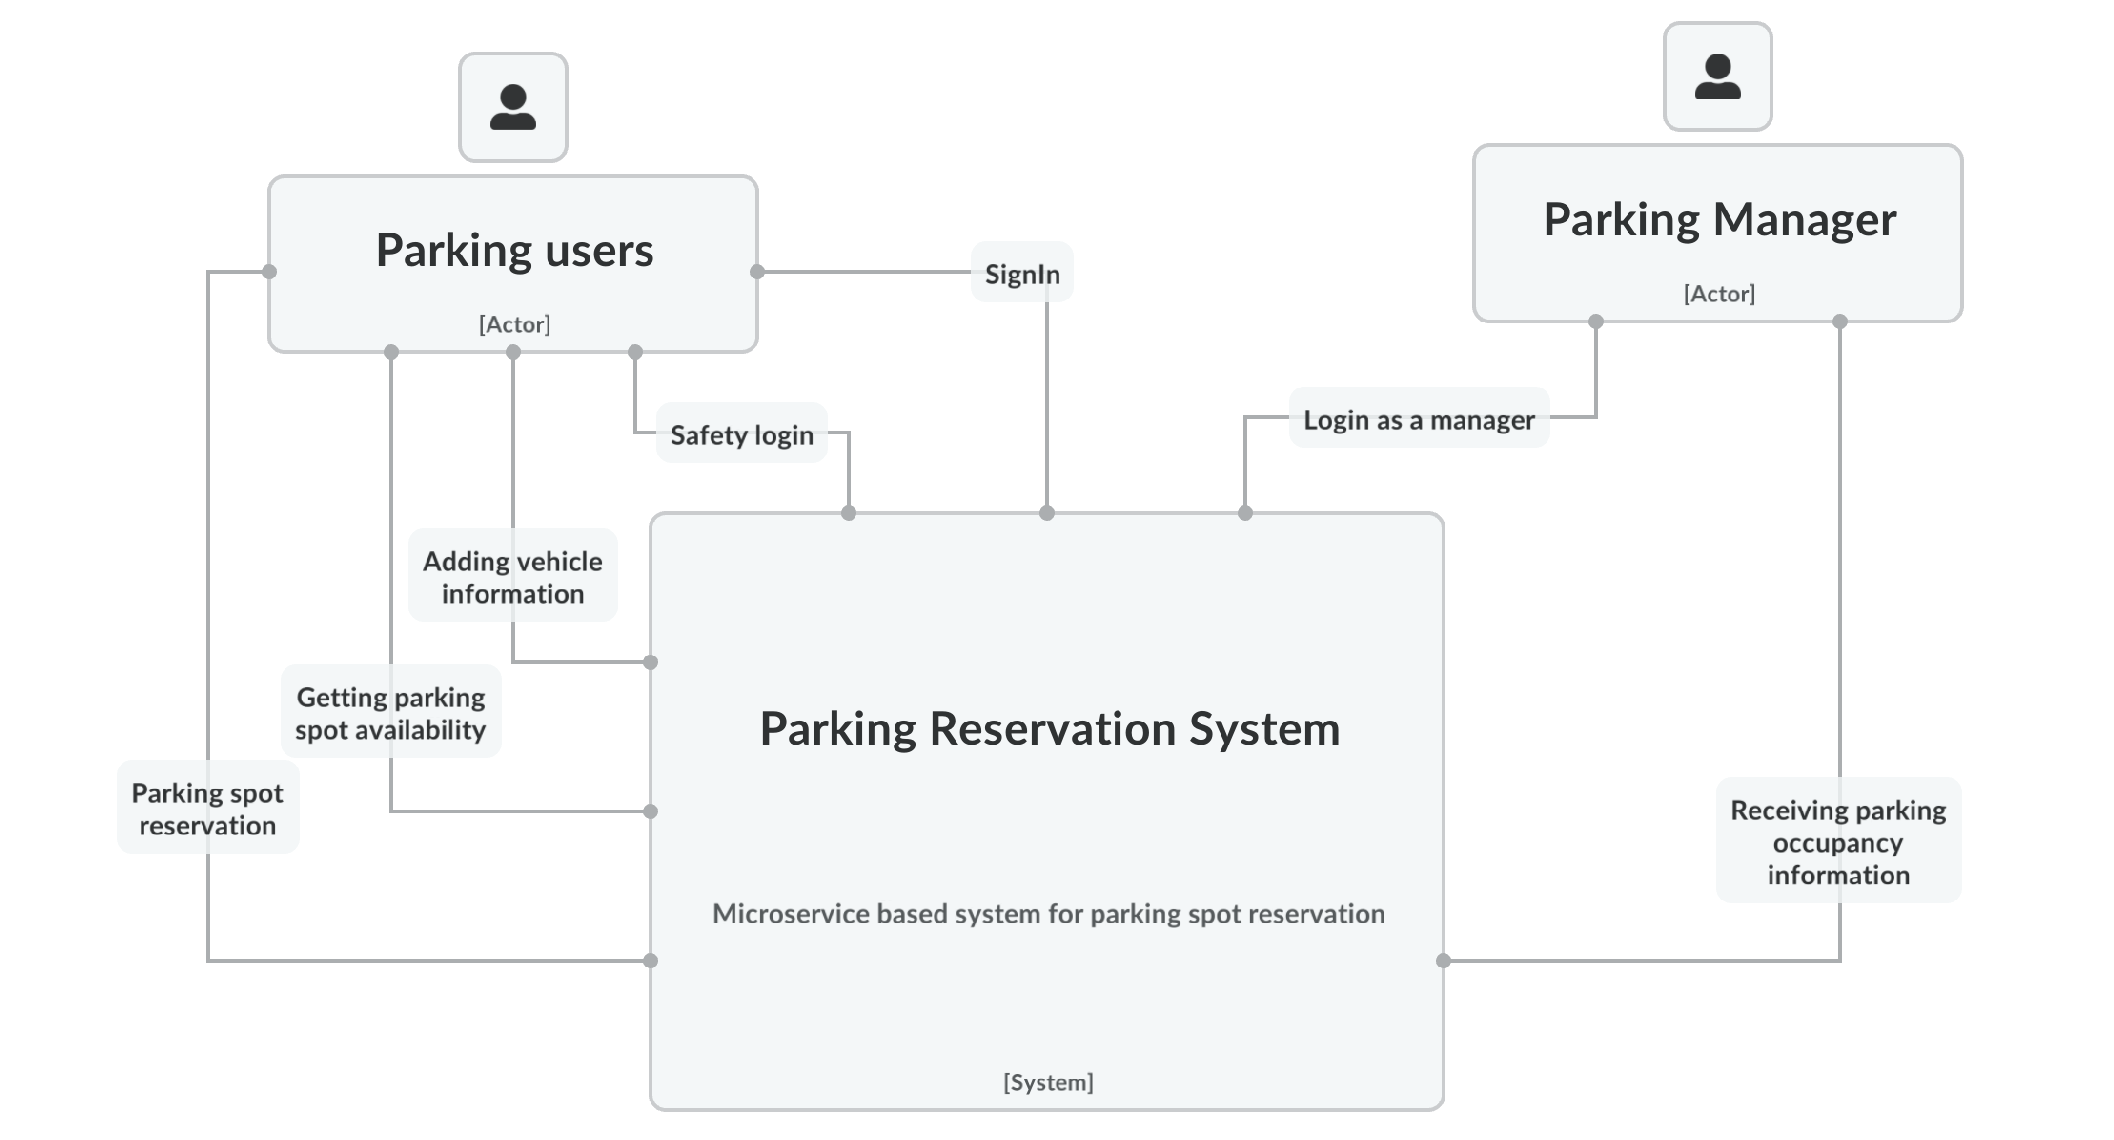 Parking users
[Actor]
Parking Manager
[Actor]
SignIn
Safety login
Login as a manager
Adding vehicle
information
Getting parking
spot availability
Parking spot
reservation
Parking Reservation System
Microservice based system for parking spot reservation
[System]
Receiving parking
occupancy
information